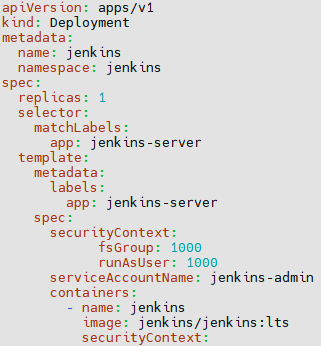 apiVersion: apps/v1
kind: Deployment
metadata:
  name: jenkins
  namespace: jenkins
spec:
  replicas: 1
  selector:
    matchLabels:
      app: jenkins-server
  template:
    metadata:
      labels:
        app: jenkins-server
    spec:
      securityContext:
            fsGroup: 1000
            runAsUser: 1000
      serviceAccountName: jenkins-admin
      containers:
        - name: jenkins
          image: jenkins/jenkins:lts
          securityContext: